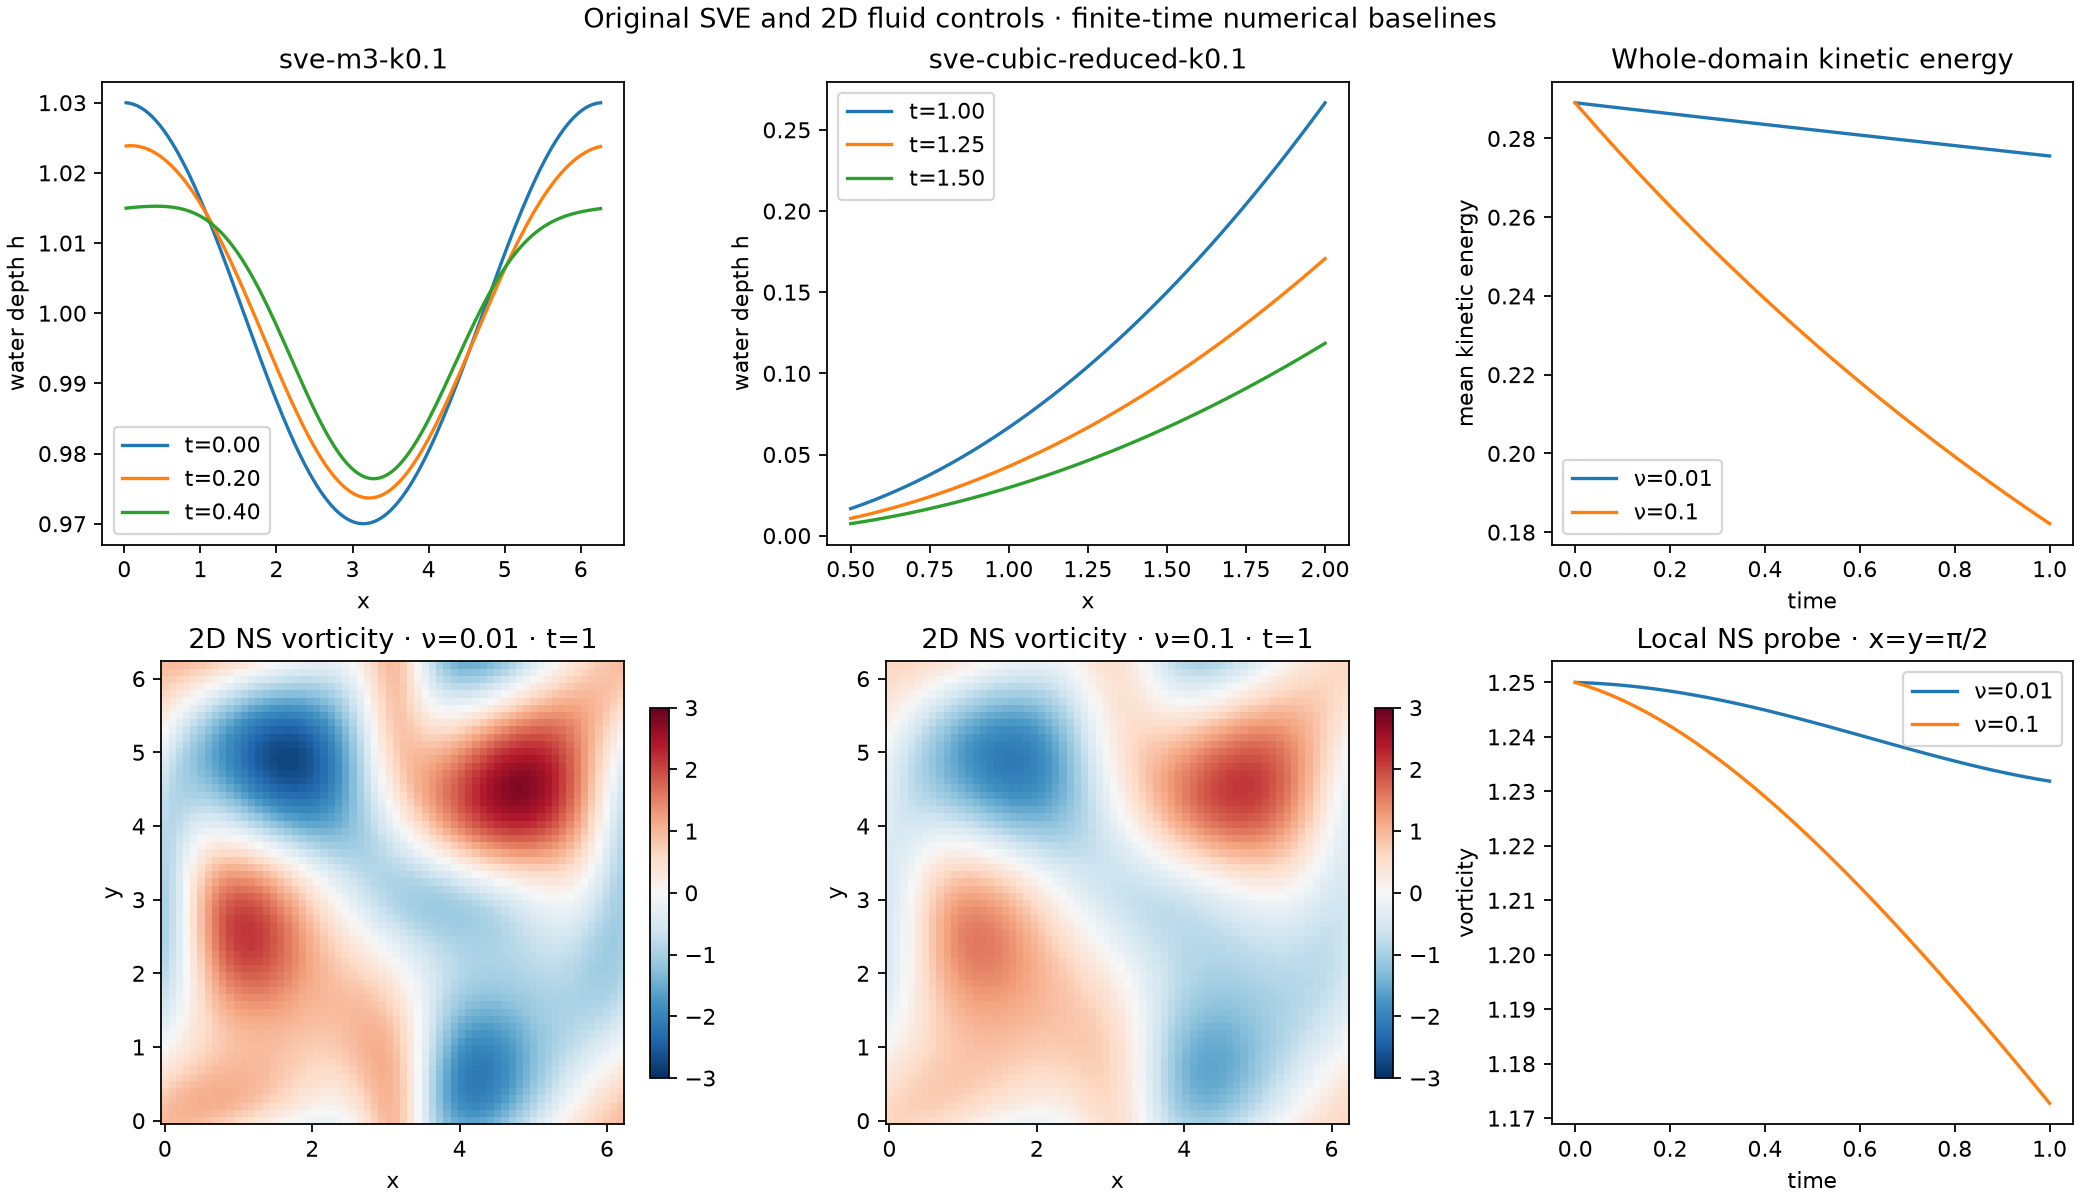 Original SVE and 2D fluid controls · finite-time numerical baselines
sve-m3-k0.1
water depth h
1.03
1.02
1.01
1.00
0.99
0.98
0.97
t=0.00
t=0.20
t=0.40
0 1 2 3 4 5 6
x
sve-cubic-reduced-k0.1
water depth h
0.25
0.20
0.15
0.10
0.05
0.00
t=1.00
t=1.25
t=1.50
0.50 0.75 1.00 1.25 1.50 1.75 2.00
x
Whole-domain kinetic energy
mean kinetic energy
0.28
0.26
0.24
0.22
0.20
0.18
ν=0.01
ν=0.1
0.0 0.2 0.4 0.6 0.8 1.0
time
2D NS vorticity · ν=0.01 · t=1
y
6
5
4
3
2
1
0
0 2 4 6
x
3
2
1
0
−1
−2
−3
2D NS vorticity · ν=0.1 · t=1
y
6
5
4
3
2
1
0
0 2 4 6
x
3
2
1
0
−1
−2
−3
Local NS probe · x=y=π/2
vorticity
1.25
1.24
1.23
1.22
1.21
1.20
1.19
1.18
1.17
ν=0.01
ν=0.1
0.0 0.2 0.4 0.6 0.8 1.0
time